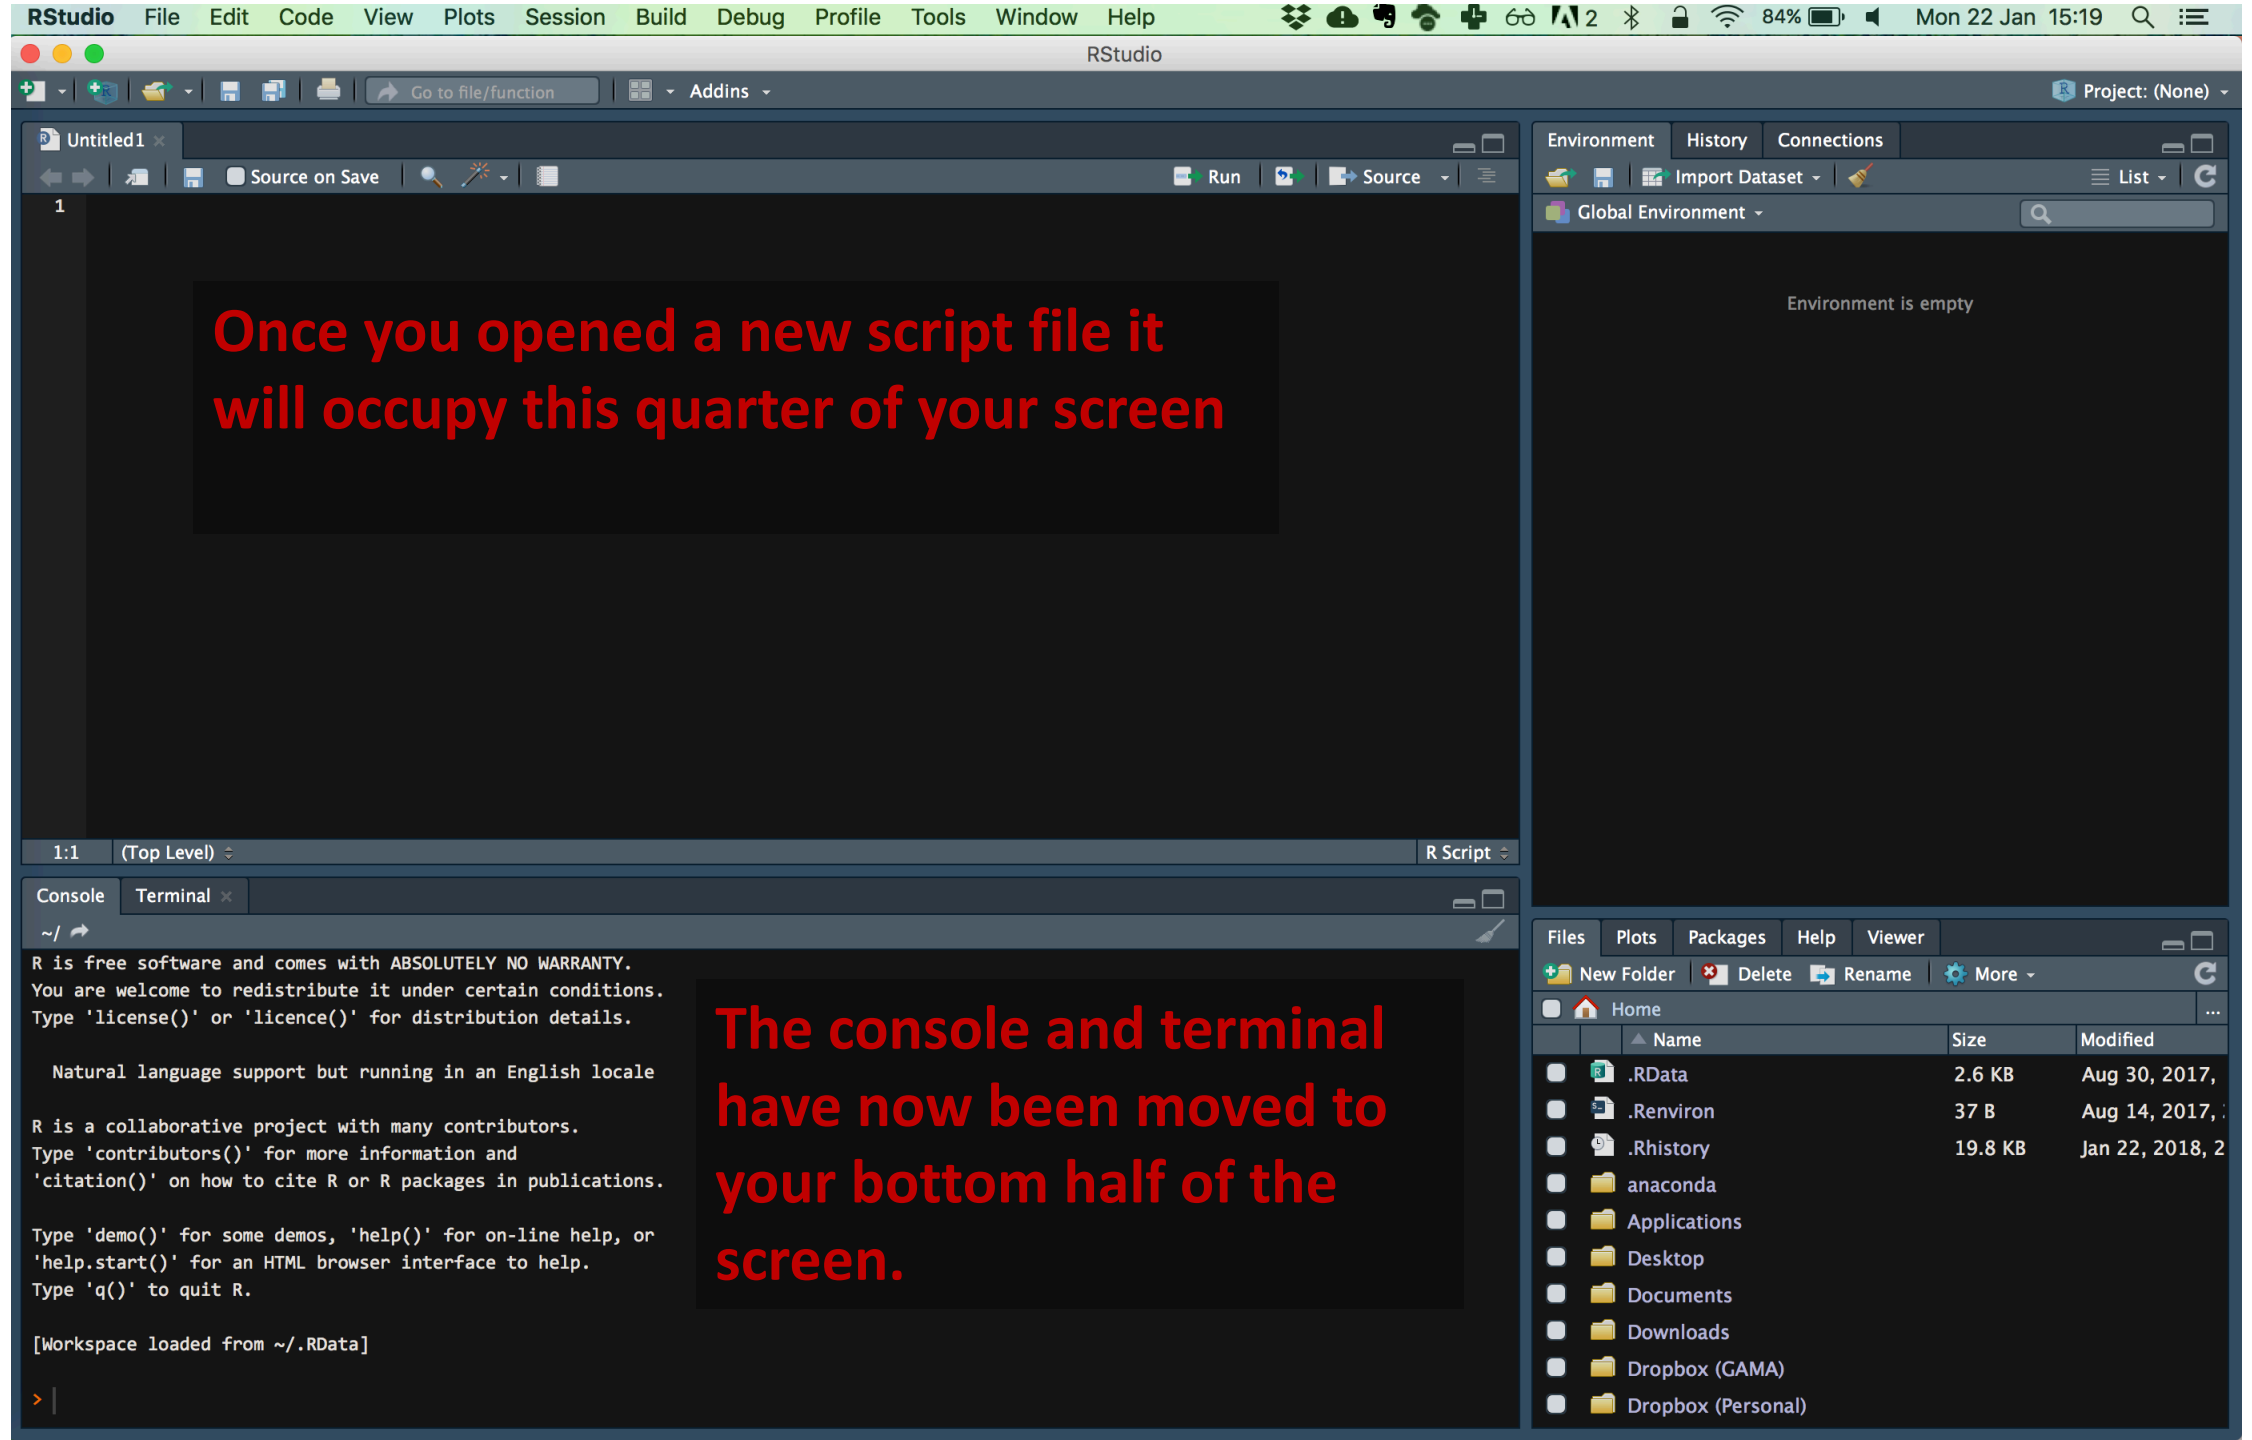 RStudio File Edit Code View Plots Session Build Debug Profile Tools Window Help 2 84% Mon 22 Jan 15:19
RStudio
Go to file/function Addins Project: (None)
Untitled1
Source on Save Run Source
1
Once you opened a new script file it
will occupy this quarter of your screen
1:1 (Top Level) R Script
Environment History Connections
Import Dataset List
Global Environment
Environment is empty
Console Terminal
~/
R is free software and comes with ABSOLUTELY NO WARRANTY.
You are welcome to redistribute it under certain conditions.
Type 'license()' or 'licence()' for distribution details.
Natural language support but running in an English locale
R is a collaborative project with many contributors.
Type 'contributors()' for more information and
'citation()' on how to cite R or R packages in publications.
Type 'demo()' for some demos, 'help()' for on-line help, or
'help.start()' for an HTML browser interface to help.
Type 'q()' to quit R.
[Workspace loaded from ~/.RData]
>
The console and terminal
have now been moved to
your bottom half of the
screen.
Files Plots Packages Help Viewer
New Folder Delete Rename More
Home ...
Name Size Modified
.RData 2.6 KB Aug 30, 2017,
.Renviron 37 B Aug 14, 2017,
.Rhistory 19.8 KB Jan 22, 2018, 2
anaconda
Applications
Desktop
Documents
Downloads
Dropbox (GAMA)
Dropbox (Personal)